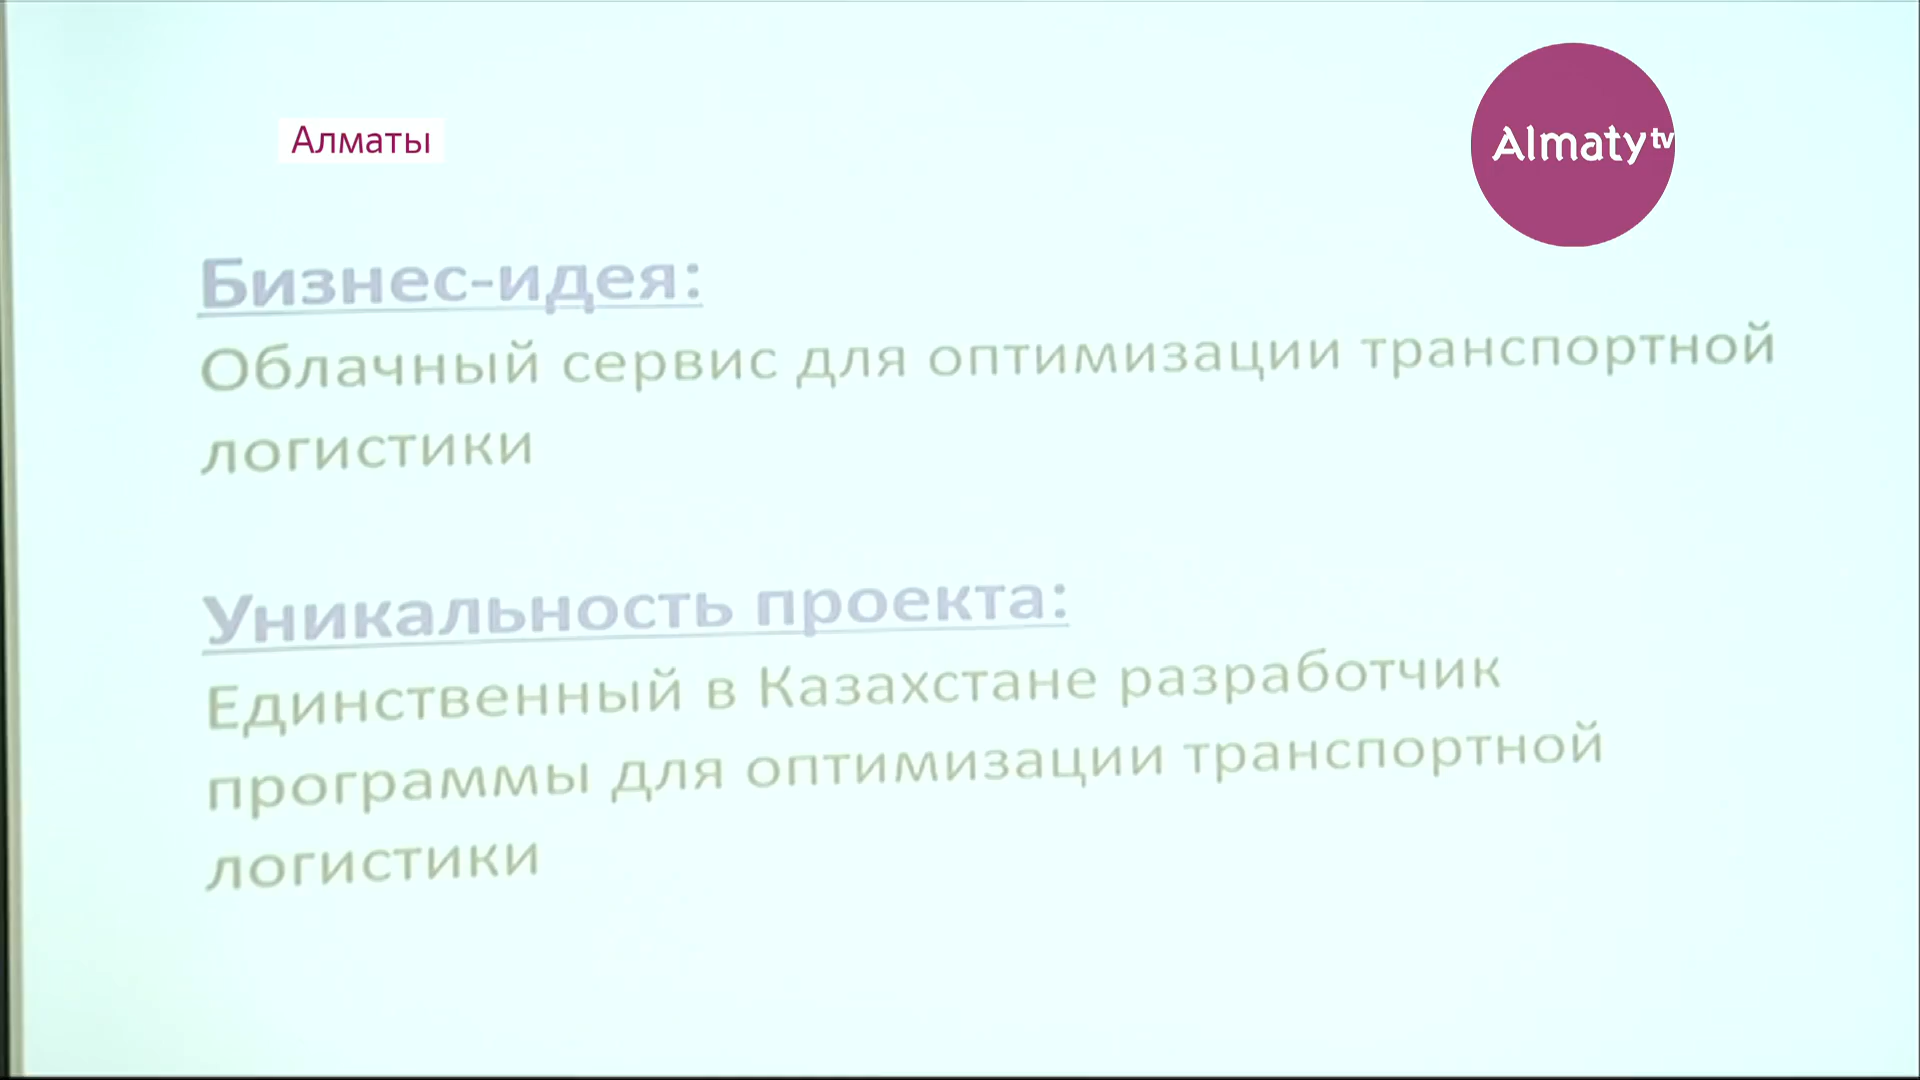 Алматы
Almaty tv
Бизнес-идея:
Облачный сервис для оптимизации транспортной
логистики
Уникальность проекта:
Единственный в Казахстане разработчик
программы для оптимизации транспортной
логистики